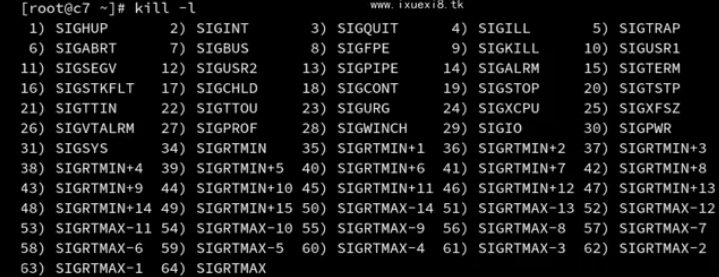 www.ixuexi8.tk
[root@c7 ~]# kill -l
1) SIGHUP 2) SIGINT 3) SIGQUIT 4) SIGILL 5) SIGTRAP
6) SIGABRT 7) SIGBUS 8) SIGFPE 9) SIGKILL 10) SIGUSR1
11) SIGSEGV 12) SIGUSR2 13) SIGPIPE 14) SIGALRM 15) SIGTERM
16) SIGSTKFLT 17) SIGCHLD 18) SIGCONT 19) SIGSTOP 20) SIGTSTP
21) SIGTTIN 22) SIGTTOU 23) SIGURG 24) SIGXCPU 25) SIGXFSZ
26) SIGVTALRM 27) SIGPROF 28) SIGWINCH 29) SIGIO 30) SIGPWR
31) SIGSYS 34) SIGRTMIN 35) SIGRTMIN+1 36) SIGRTMIN+2 37) SIGRTMIN+3
38) SIGRTMIN+4 39) SIGRTMIN+5 40) SIGRTMIN+6 41) SIGRTMIN+7 42) SIGRTMIN+8
43) SIGRTMIN+9 44) SIGRTMIN+10 45) SIGRTMIN+11 46) SIGRTMIN+12 47) SIGRTMIN+13
48) SIGRTMIN+14 49) SIGRTMIN+15 50) SIGRTMAX-14 51) SIGRTMAX-13 52) SIGRTMAX-12
53) SIGRTMAX-11 54) SIGRTMAX-10 55) SIGRTMAX-9 56) SIGRTMAX-8 57) SIGRTMAX-7
58) SIGRTMAX-6 59) SIGRTMAX-5 60) SIGRTMAX-4 61) SIGRTMAX-3 62) SIGRTMAX-2
63) SIGRTMAX-1 64) SIGRTMAX